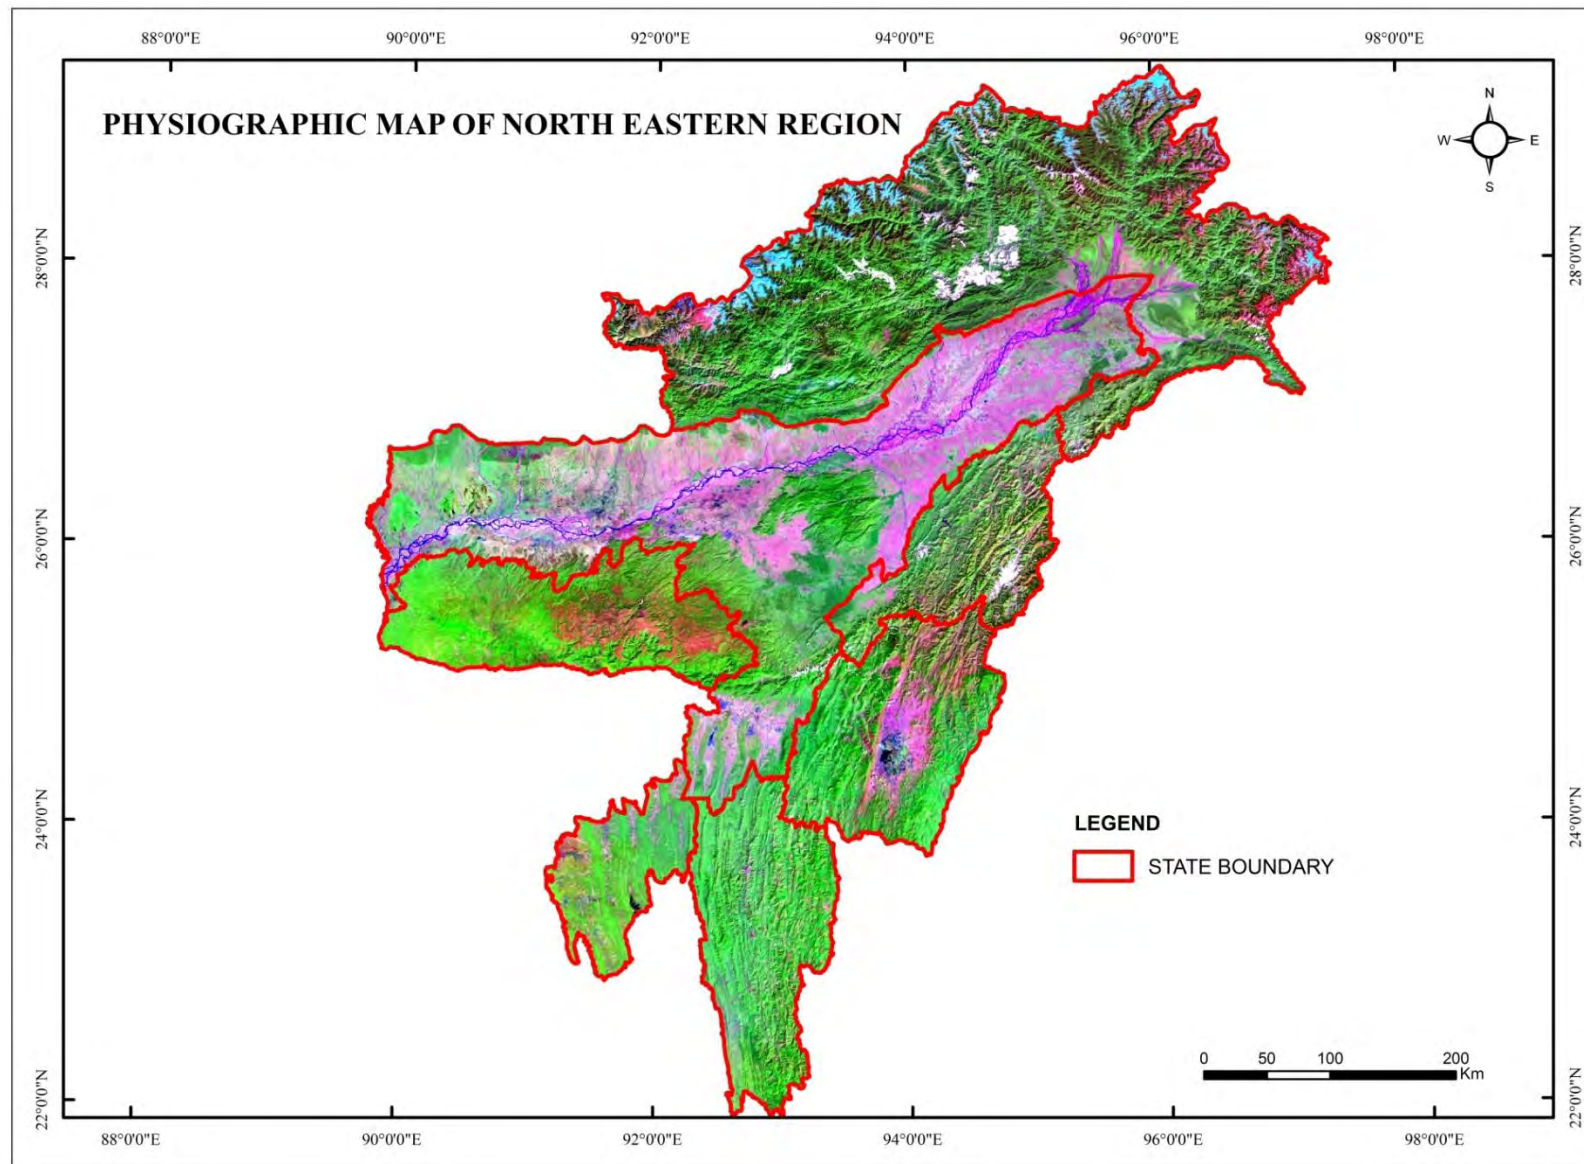 88°0'0"E 90°0'0"E 92°0'0"E 94°0'0"E 96°0'0"E 98°0'0"E
PHYSIOGRAPHIC MAP OF NORTH EASTERN REGION
N
W E
S
28°0'0"N 28°0'0"N
26°0'0"N 26°0'0"N
24°0'0"N 24°0'0"N
LEGEND
STATE BOUNDARY
0 50 100 200
Km
22°0'0"N 22°0'0"N
88°0'0"E 90°0'0"E 92°0'0"E 94°0'0"E 96°0'0"E 98°0'0"E